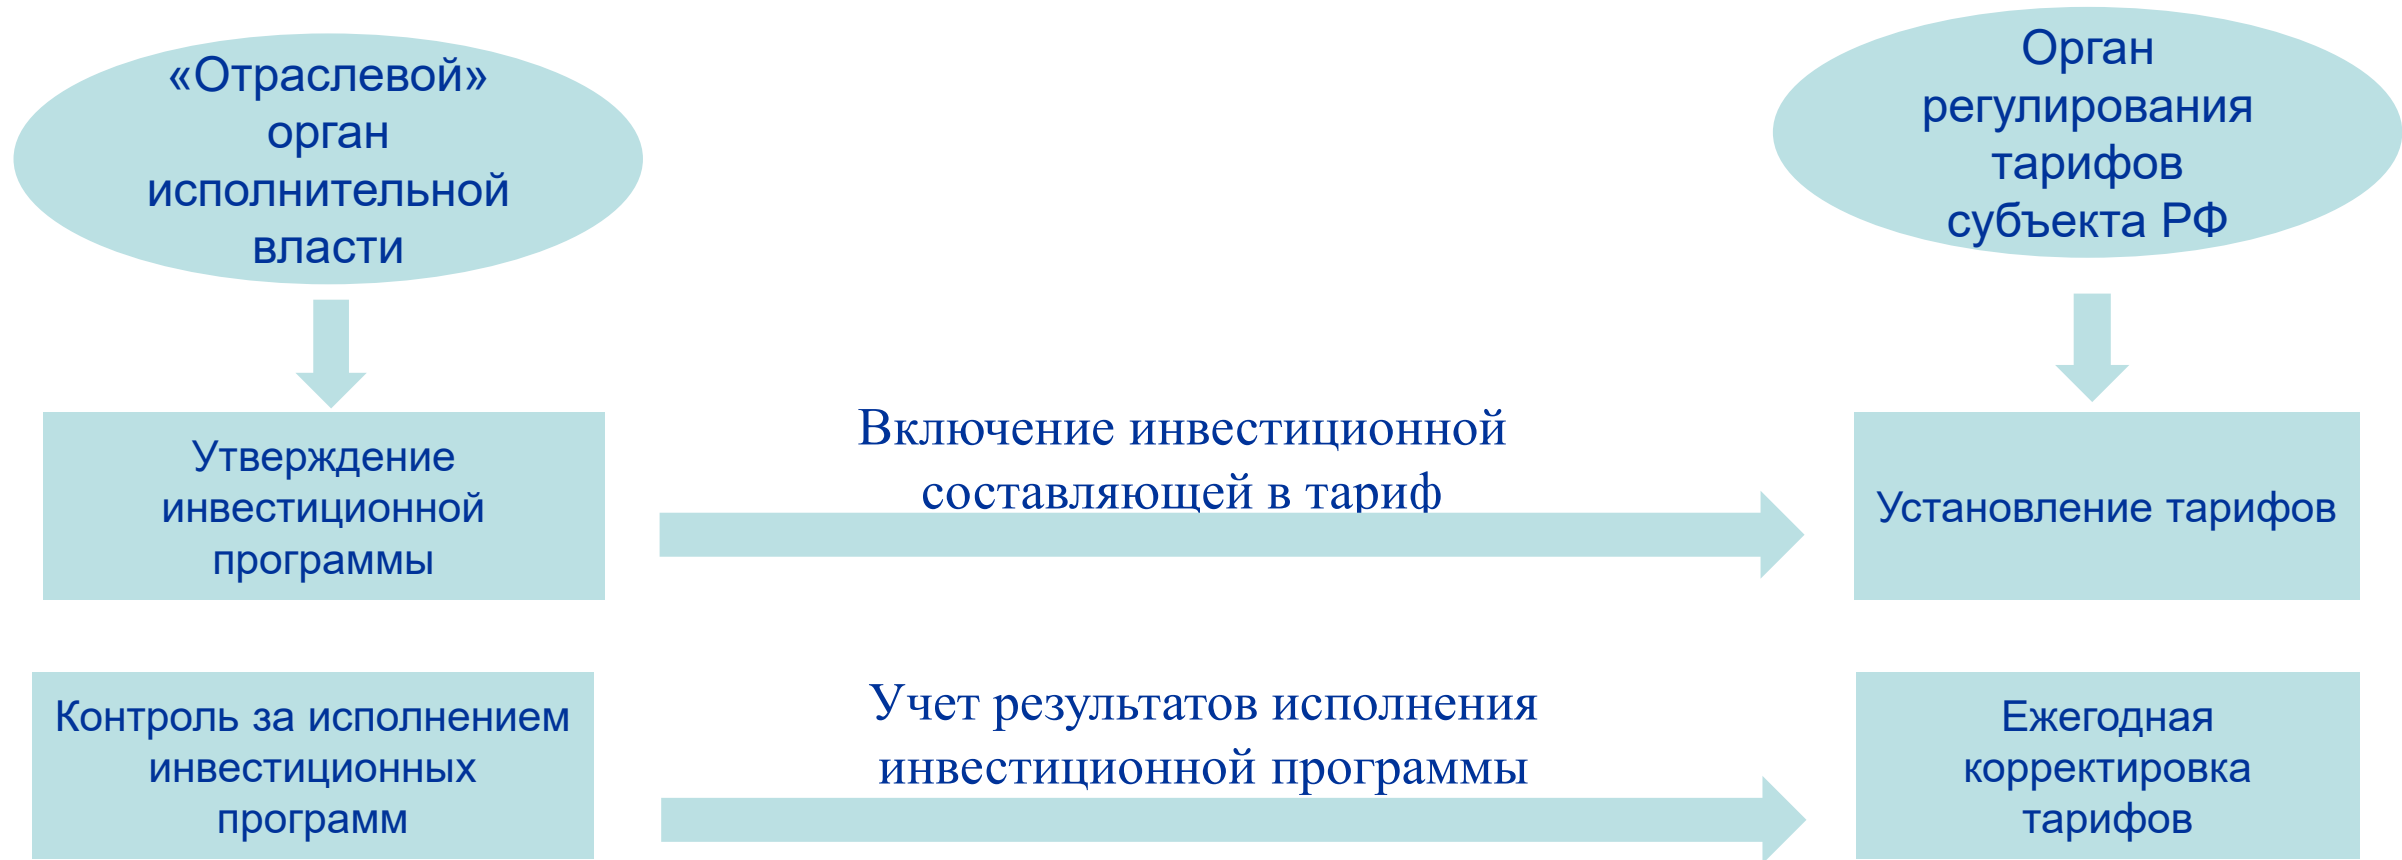 «Отраслевой»
орган
исполнительной
власти
Орган
регулирования
тарифов
субъекта РФ
Утверждение
инвестиционной
программы
Включение инвестиционной
составляющей в тариф
Установление тарифов
Контроль за исполнением
инвестиционных
программ
Учет результатов исполнения
инвестиционной программы
Ежегодная
корректировка
тарифов